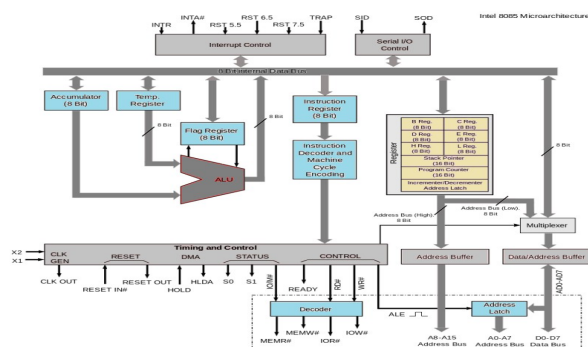 Intel 8085 Microarchitecture
INTR
INTA#
RST 5.5
RST 6.5
RST 7.5
TRAP
SID
SOD
Interrupt Control
Serial I/O
Control
8 Bit Internal Data Bus
Accumulator
(8 Bit)
Temp.
Register
8 Bit
Flag Register
(8 Bit)
8 Bit
ALU
Instruction
Register
(8 Bit)
Instruction
Decoder and
Machine
Cycle
Encoding
Register
B Reg.
(8 Bit)
C Reg.
(8 Bit)
D Reg.
(8 Bit)
E Reg.
(8 Bit)
H Reg.
(8 Bit)
L Reg.
(8 Bit)
Stack Pointer
(16 Bit)
Program Counter
(16 Bit)
Incrementer/Decrementer
Address Latch
8 Bit
Address Bus (High),
8 Bit
Address Bus (Low),
8 Bit
Multiplexer
X2
X1
Timing and Control
CLK
GEN
RESET
DMA
STATUS
CONTROL
Address Buffer
Data/Address Buffer
CLK OUT
RESET IN#
RESET OUT
HOLD
HLDA
S0
S1
IO/M#
READY
RD#
WR#
AD0-AD7
Decoder
ALE
Address
Latch
MEMR#
MEMW#
IOR#
IOW#
A8-A15
Address Bus
A0-A7
Address Bus
D0-D7
Data Bus